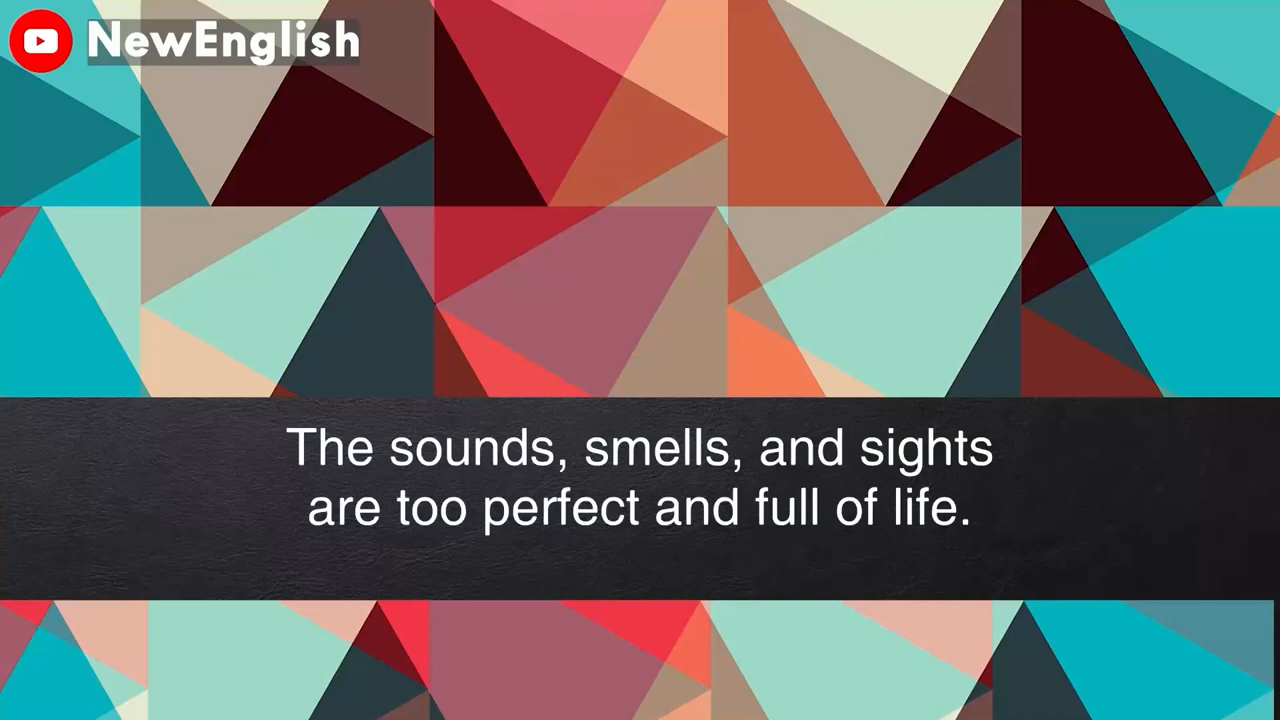 NewEnglish
The sounds, smells, and sights
are too perfect and full of life.